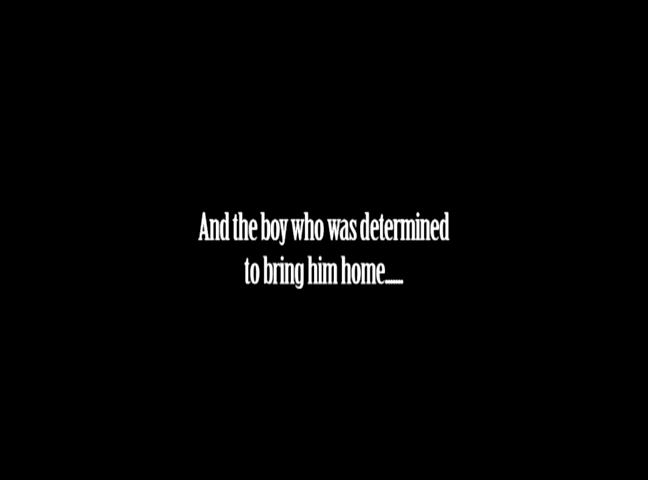 And the boy who was determined
to bring him home......